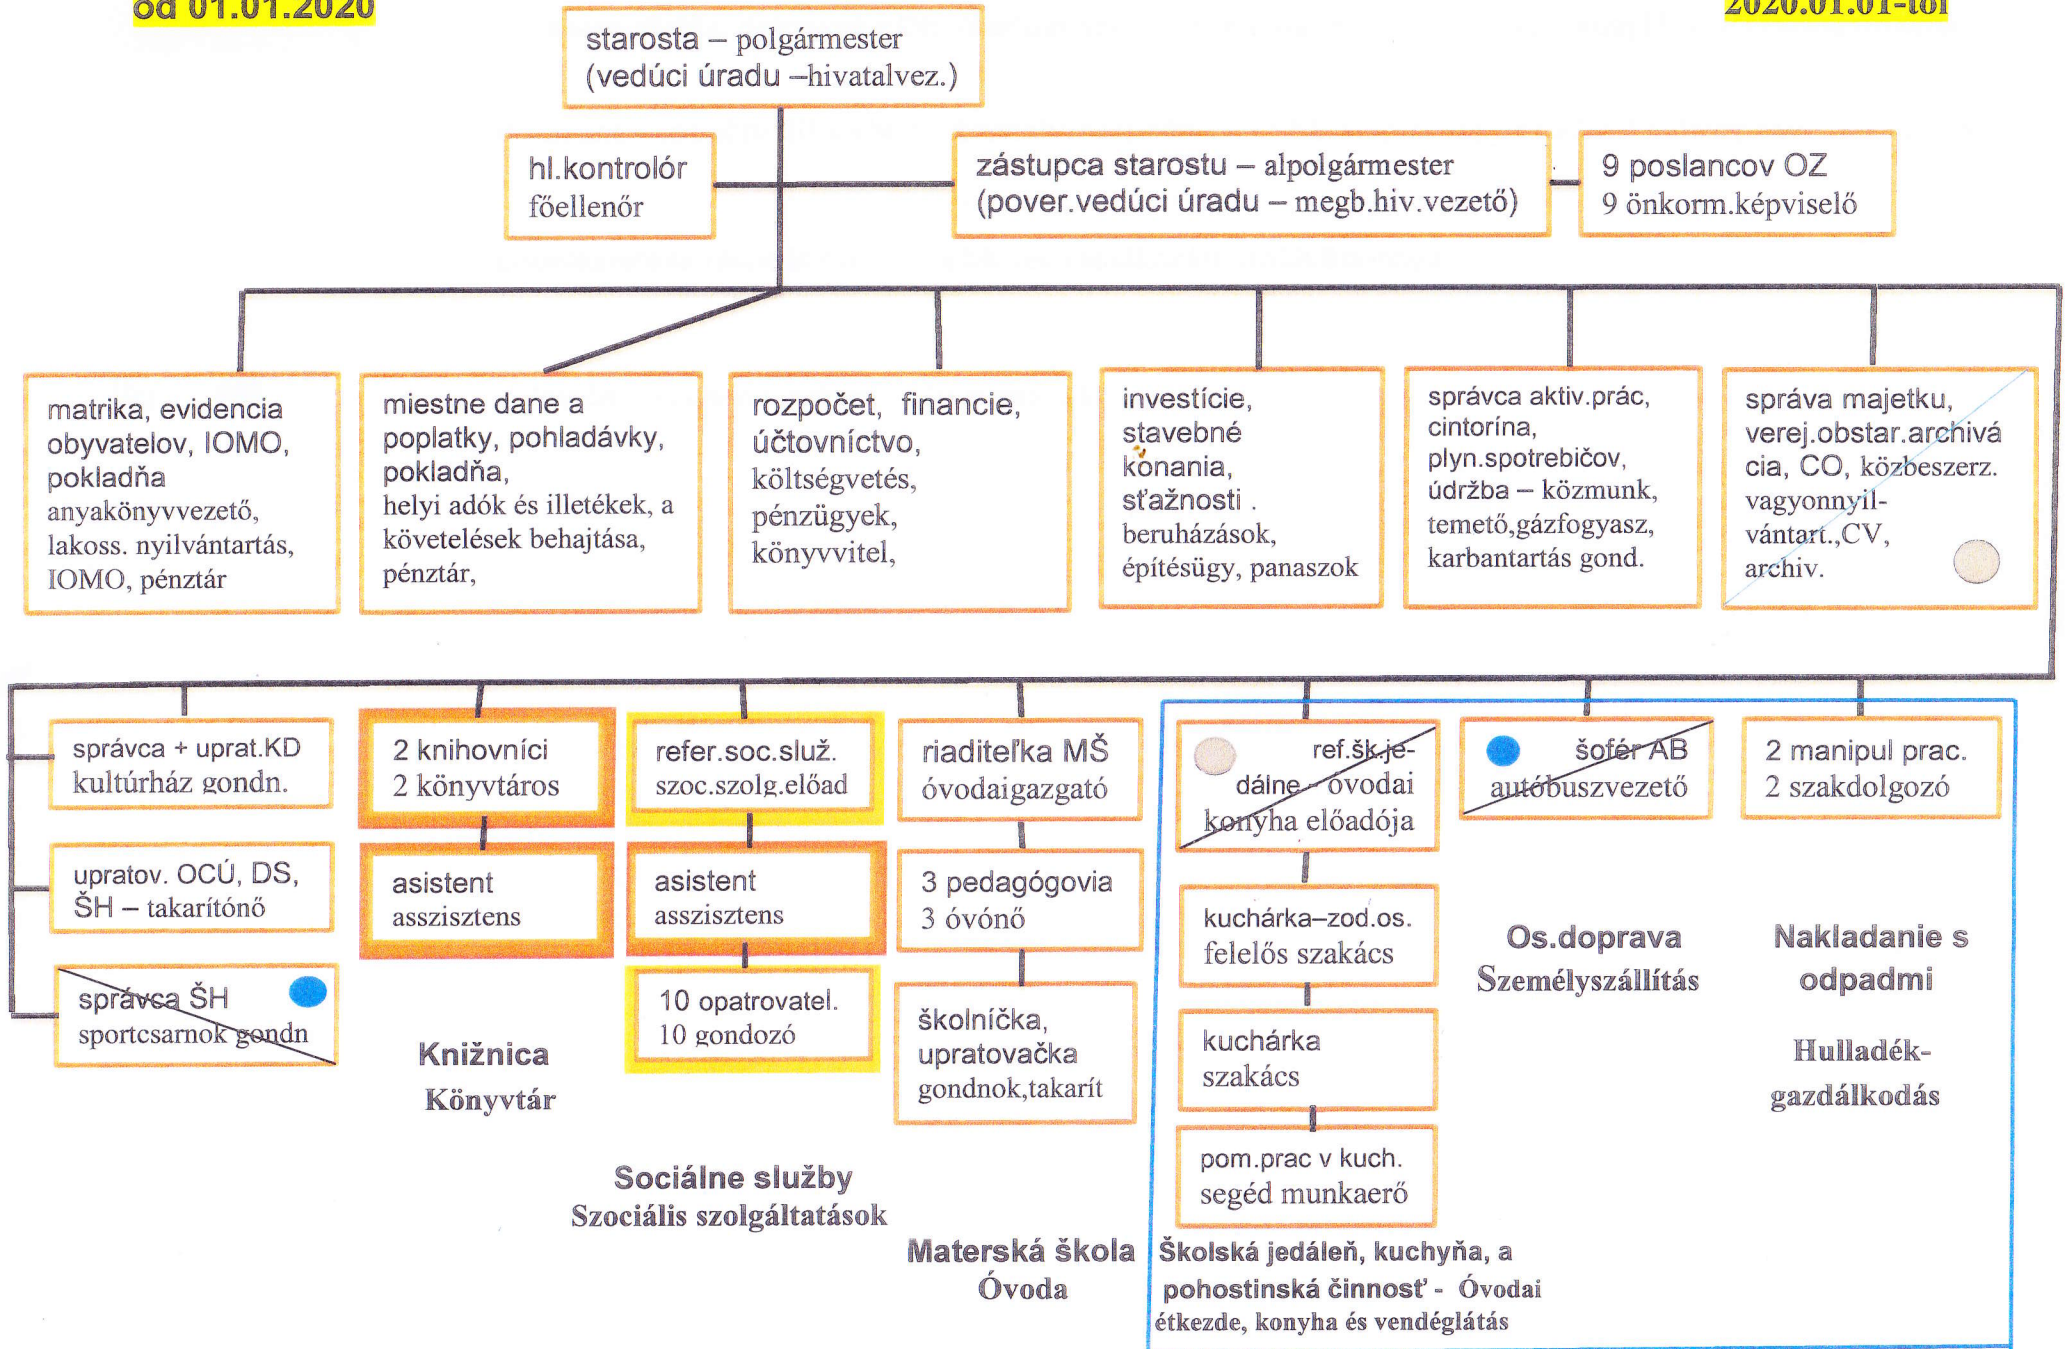 od 01.01.2020
2020.01.01-től
starosta – polgármester
(vedúci úradu –hivatalvez.)
hl.kontrolór
főellenőr
zástupca starostu – alpolgármester
(pover.vedúci úradu – megb.hiv.vezető)
9 poslancov OZ
9 önkorm.képviselő
matrika, evidencia
obyvatelov, IOMO,
pokladňa
anyakönyvvezető,
lakoss. nyilvántartás,
IOMO, pénztár
miestne dane a
poplatky, pohladávky,
pokladňa,
helyi adók és illetékek, a
követelések behajtása,
pénztár,
rozpočet, financie,
účtovníctvo,
költségvetés,
pénzügyek,
könyvvitel,
investície,
stavebné
konania,
sťažnosti .
beruházások,
építésügy, panaszok
správca aktiv.prác,
cintorína,
plyn.spotrebičov,
údržba – közmunk,
temető,gázfogyasz,
karbantartás gond.
správa majetku,
verej.obstar.archivá
cia, CO, közbeszerz.
vagyonnyil-
vántart.,CV,
archiv.
správca + uprat.KD
kultúrház gondn.
upratov. OCÚ, DS,
ŠH – takarítónő
správca ŠH
sportcsarnok gondn
2 knihovníci
2 könyvtáros
asistent
asszisztens
Knižnica
Könyvtár
refer.soc.služ.
szoc.szolg.előad
asistent
asszisztens
10 opatrovatel.
10 gondozó
Sociálne služby
Szociális szolgáltatások
riaditeľka MŠ
óvodaigazgató
3 pedagógovia
3 óvónő
školníčka,
upratovačka
gondnok,takarít
Materská škola
Óvoda
ref.šk.je-
dálne - óvodai
konyha előadója
kuchárka–zod.os.
felelős szakács
kuchárka
szakács
pom.prac v kuch.
segéd munkaerő
Školská jedáleň, kuchyňa, a
pohostinská činnosť - Óvodai
étkezde, konyha és vendéglátás
šofér AB
autóbuszvezető
Os.doprava
Személyszállítás
2 manipul prac.
2 szakdolgozó
Nakladanie s
odpadmi
Hulladék-
gazdálkodás